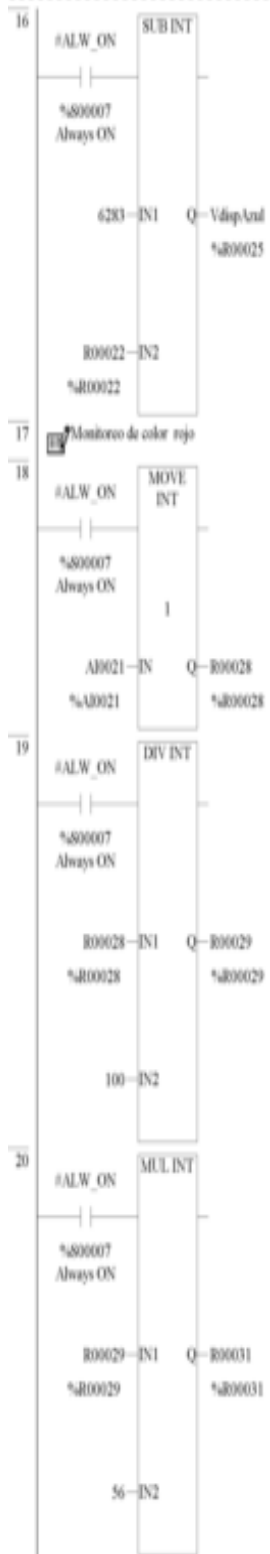 16
SUB INT
#ALW_ON
%S00007
Always ON
6283 IN1 Q VdispAzul
%R00025
R00022 IN2
%R00022
17 Monitoreo de color rojo
18
MOVE
INT
#ALW_ON
%S00007
Always ON
1
AI0021 IN Q R00028
%AI0021 %R00028
19
DIV INT
#ALW_ON
%S00007
Always ON
R00028 IN1 Q R00029
%R00028 %R00029
100 IN2
20
MUL INT
#ALW_ON
%S00007
Always ON
R00029 IN1 Q R00031
%R00029 %R00031
56 IN2